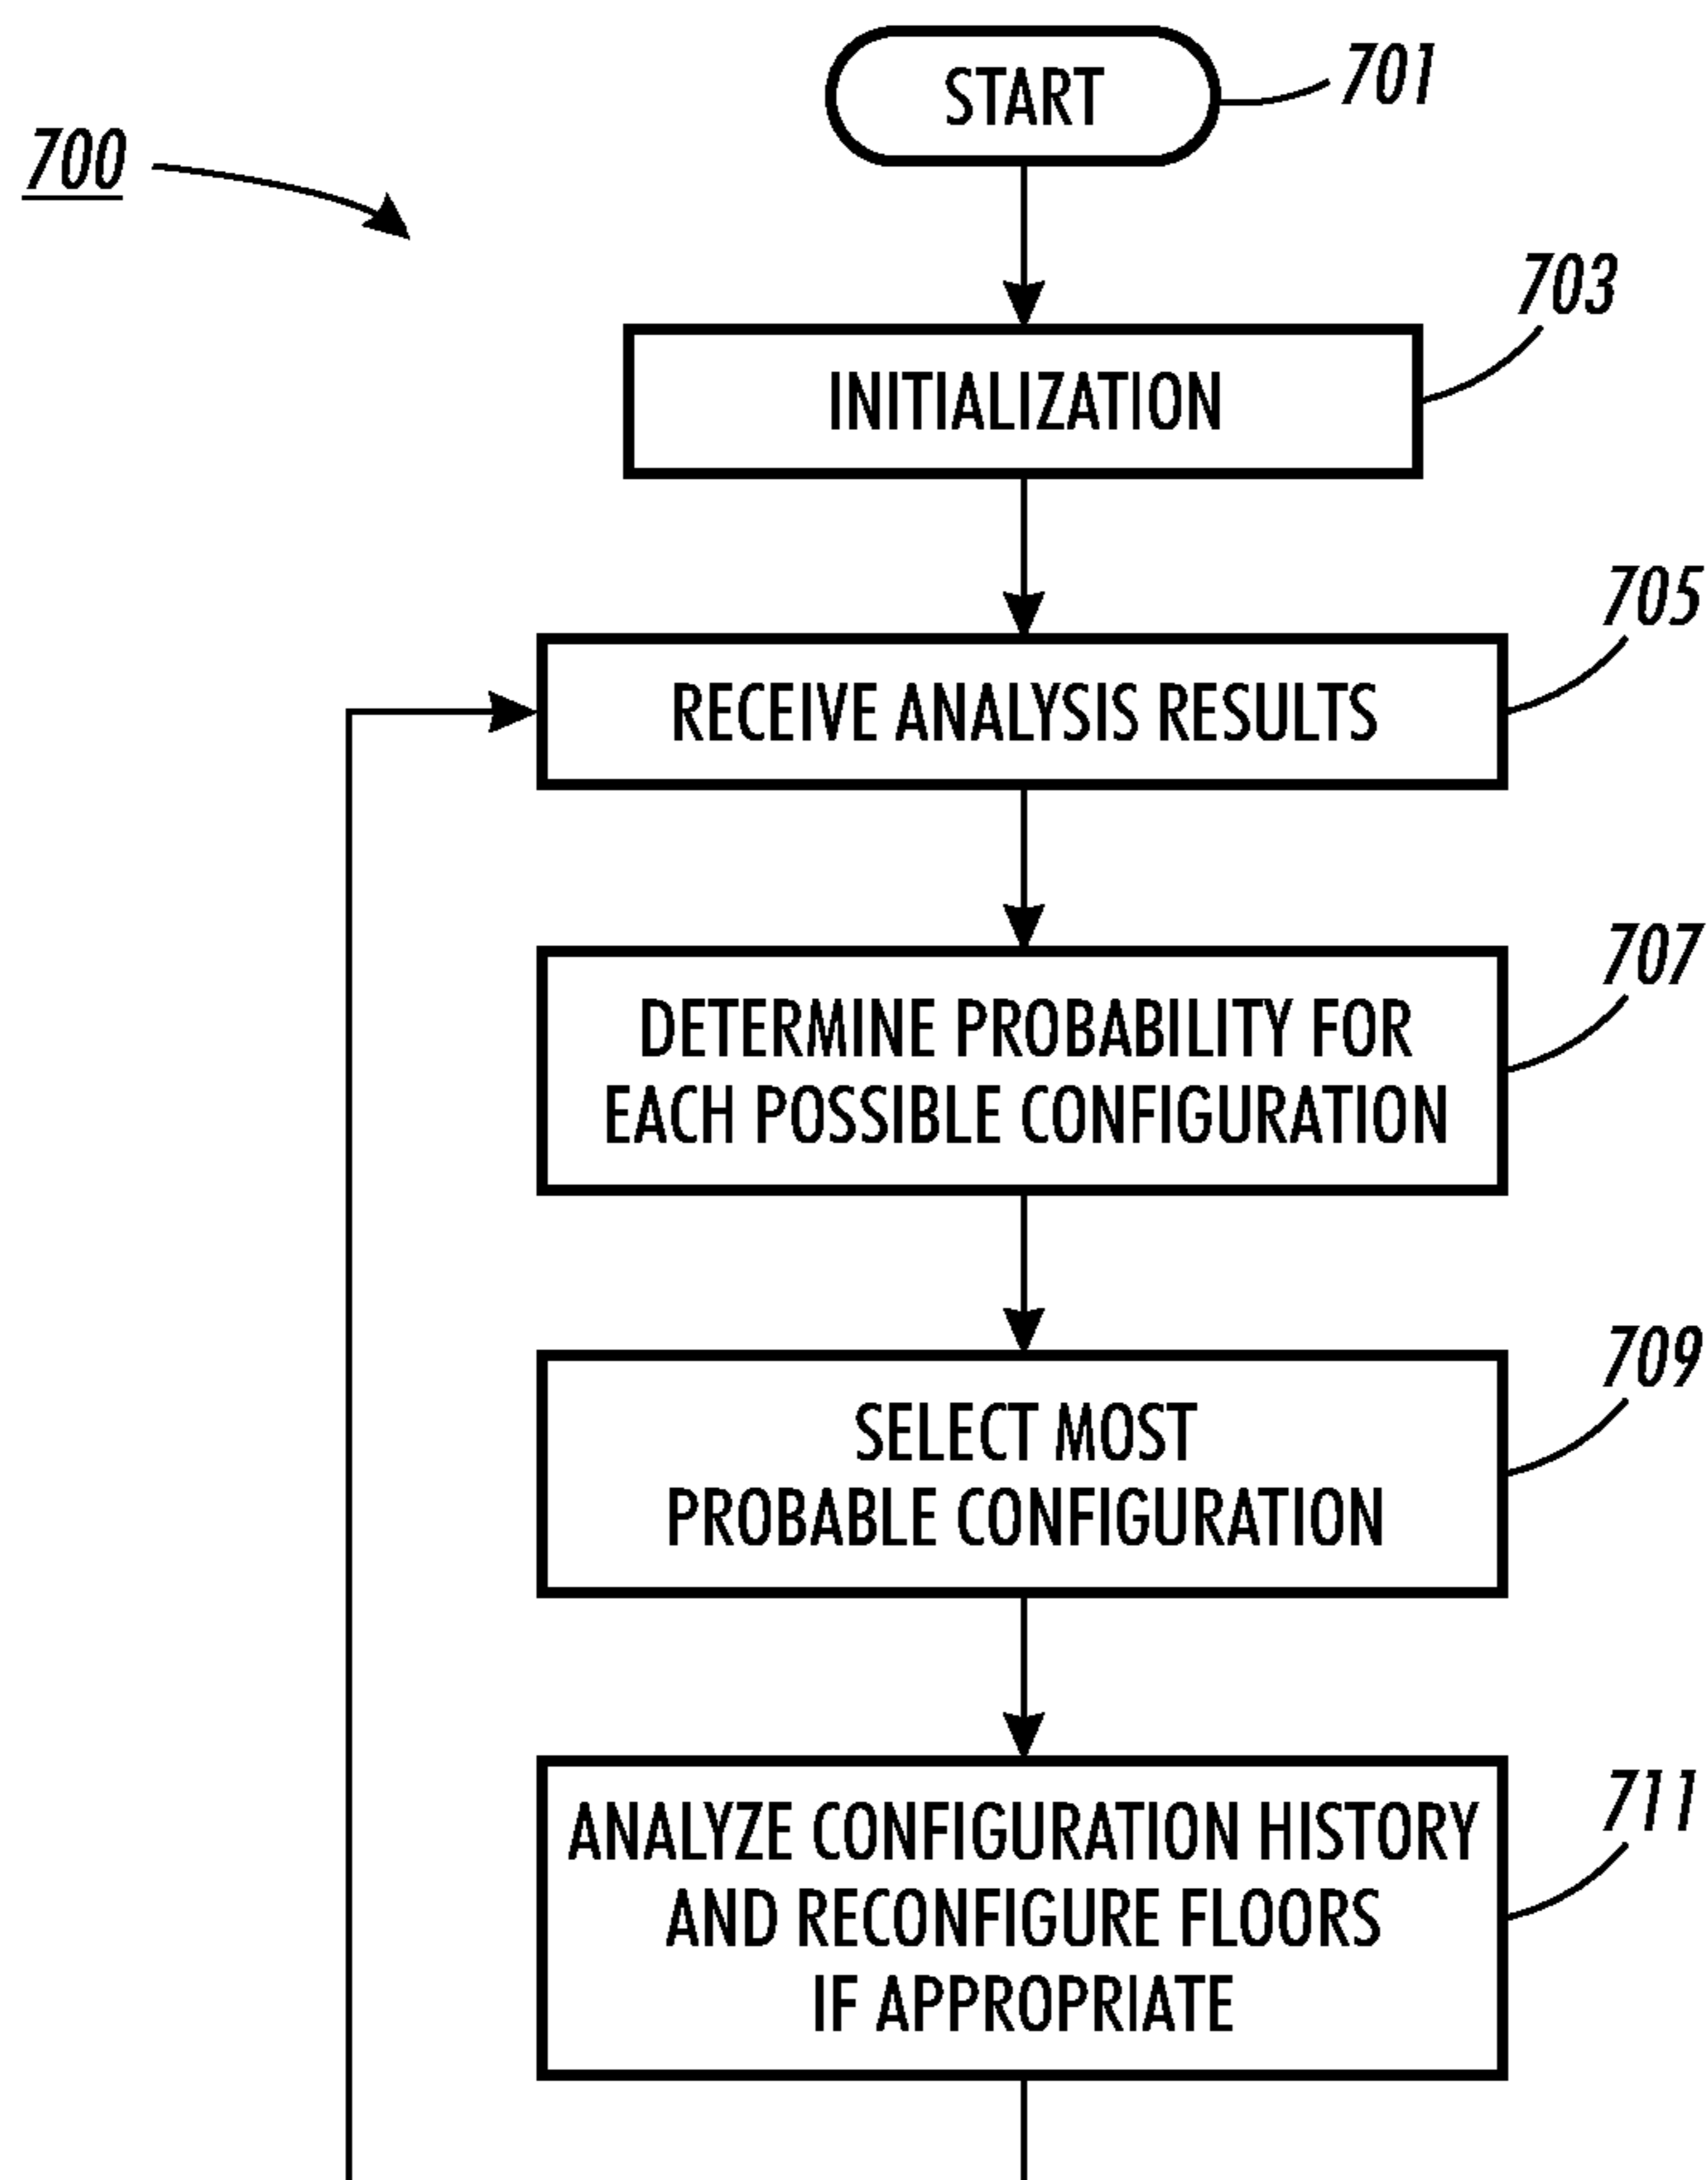 START
701
700
703
INITIALIZATION
705
RECEIVE ANALYSIS RESULTS
707
DETERMINE PROBABILITY FOR
EACH POSSIBLE CONFIGURATION
709
SELECT MOST
PROBABLE CONFIGURATION
711
ANALYZE CONFIGURATION HISTORY
AND RECONFIGURE FLOORS
IF APPROPRIATE